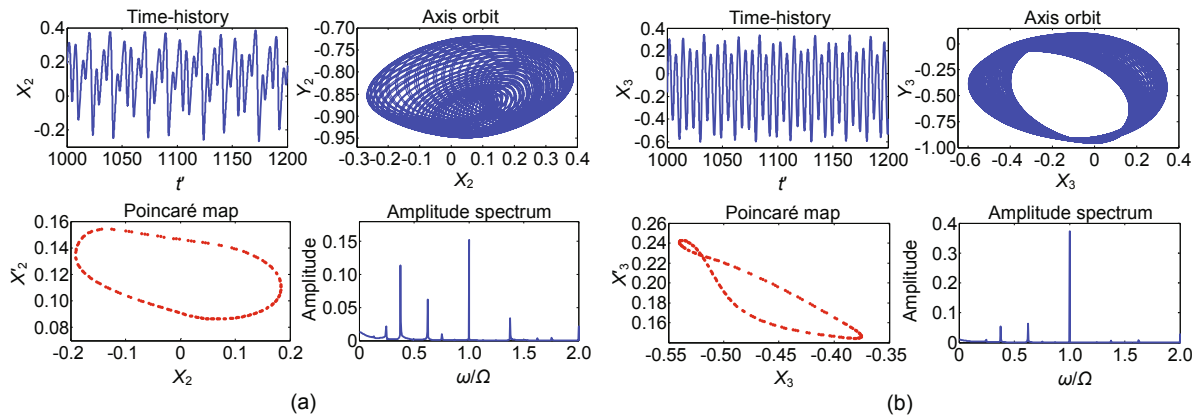 Time-history
X2
0.4
0.2
0
-0.2
1000 1050 1100 1150 1200
t'
Axis orbit
Y2
-0.70
-0.75
-0.80
-0.85
-0.90
-0.95
-0.3 -0.2 -0.1 0 0.1 0.2 0.3 0.4
X2
Poincaré map
X'2
0.16
0.14
0.12
0.10
0.08
-0.2 -0.1 0 0.1 0.2
X2
Amplitude spectrum
Amplitude
0.15
0.10
0.05
0
0 0.5 1.0 1.5 2.0
ω/Ω
(a)
Time-history
X3
0.4
0.2
0
-0.2
-0.4
-0.6
1000 1050 1100 1150 1200
t'
Axis orbit
Y3
0
-0.25
-0.50
-0.75
-1.00
-0.6 -0.4 -0.2 0 0.2 0.4
X3
Poincaré map
X'3
0.26
0.24
0.22
0.20
0.18
0.16
0.14
-0.55 -0.50 -0.45 -0.40 -0.35
X3
Amplitude spectrum
Amplitude
0.4
0.3
0.2
0.1
0
0 0.5 1.0 1.5 2.0
ω/Ω
(b)